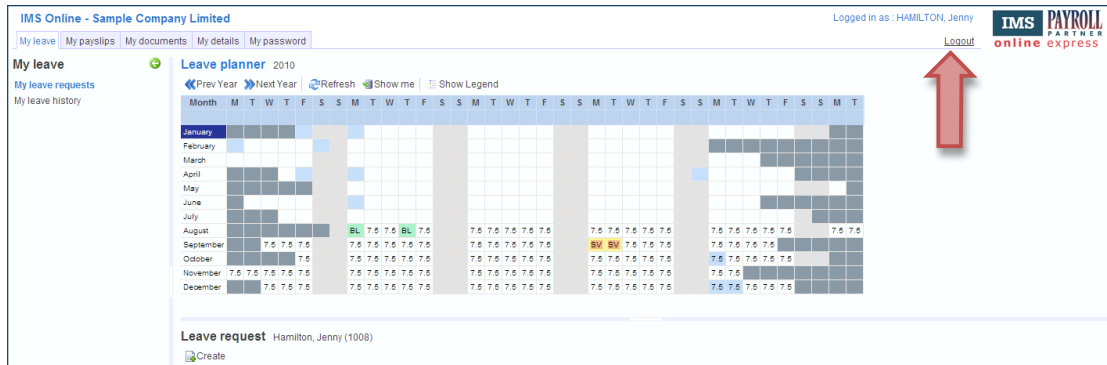 IMS Online - Sample Company Limited
Logged in as : HAMILTON, Jenny
IMS PAYROLL
PARTNER
online express
My leave My payslips My documents My details My password
Logout
My leave
My leave requests
My leave history
Leave planner 2010
Prev Year Next Year Refresh Show me Show Legend
Month M T W T F S S M T W T F S S M T W T F S S M T W T F S S M T W T F S S M T
January
February
March
April
May
June
July
August BL 7.5 7.5 BL 7.5 7.5 7.5 7.5 7.5 7.5 7.5 7.5 7.5 7.5 7.5 7.5 7.5 7.5 7.5 7.5 7.5 7.5
September 7.5 7.5 7.5 7.5 7.5 7.5 7.5 7.5 7.5 7.5 7.5 7.5 7.5 SV SV 7.5 7.5 7.5 7.5 7.5 7.5 7.5
October 7.5 7.5 7.5 7.5 7.5 7.5 7.5 7.5 7.5 7.5 7.5 7.5 7.5 7.5 7.5 7.5 7.5 7.5 7.5 7.5 7.5
November 7.5 7.5 7.5 7.5 7.5 7.5 7.5 7.5 7.5 7.5 7.5 7.5 7.5 7.5 7.5 7.5 7.5 7.5 7.5 7.5 7.5 7.5
December 7.5 7.5 7.5 7.5 7.5 7.5 7.5 7.5 7.5 7.5 7.5 7.5 7.5 7.5 7.5 7.5 7.5 7.5 7.5 7.5 7.5 7.5 7.5
Leave request Hamilton, Jenny (1008)
Create